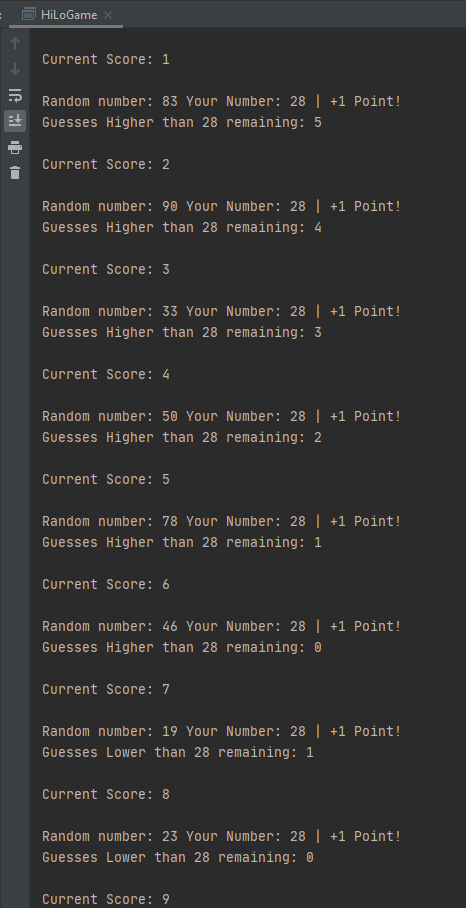 HiLoGame
Current Score: 1
Random number: 83 Your Number: 28 | +1 Point!
Guesses Higher than 28 remaining: 5
Current Score: 2
Random number: 90 Your Number: 28 | +1 Point!
Guesses Higher than 28 remaining: 4
Current Score: 3
Random number: 33 Your Number: 28 | +1 Point!
Guesses Higher than 28 remaining: 3
Current Score: 4
Random number: 50 Your Number: 28 | +1 Point!
Guesses Higher than 28 remaining: 2
Current Score: 5
Random number: 78 Your Number: 28 | +1 Point!
Guesses Higher than 28 remaining: 1
Current Score: 6
Random number: 46 Your Number: 28 | +1 Point!
Guesses Higher than 28 remaining: 0
Current Score: 7
Random number: 19 Your Number: 28 | +1 Point!
Guesses Lower than 28 remaining: 1
Current Score: 8
Random number: 23 Your Number: 28 | +1 Point!
Guesses Lower than 28 remaining: 0
Current Score: 9